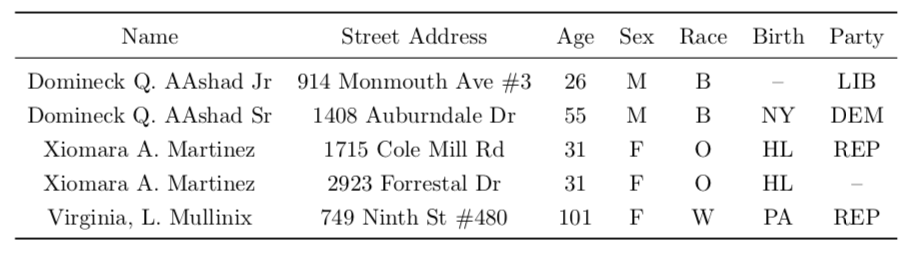 Name Street Address Age Sex Race Birth Party
Domineck Q. AAshad Jr 914 Monmouth Ave #3 26 M B – LIB
Domineck Q. AAshad Sr 1408 Auburndale Dr 55 M B NY DEM
Xiomara A. Martinez 1715 Cole Mill Rd 31 F O HL REP
Xiomara A. Martinez 2923 Forrestal Dr 31 F O HL –
Virginia, L. Mullinix 749 Ninth St #480 101 F W PA REP